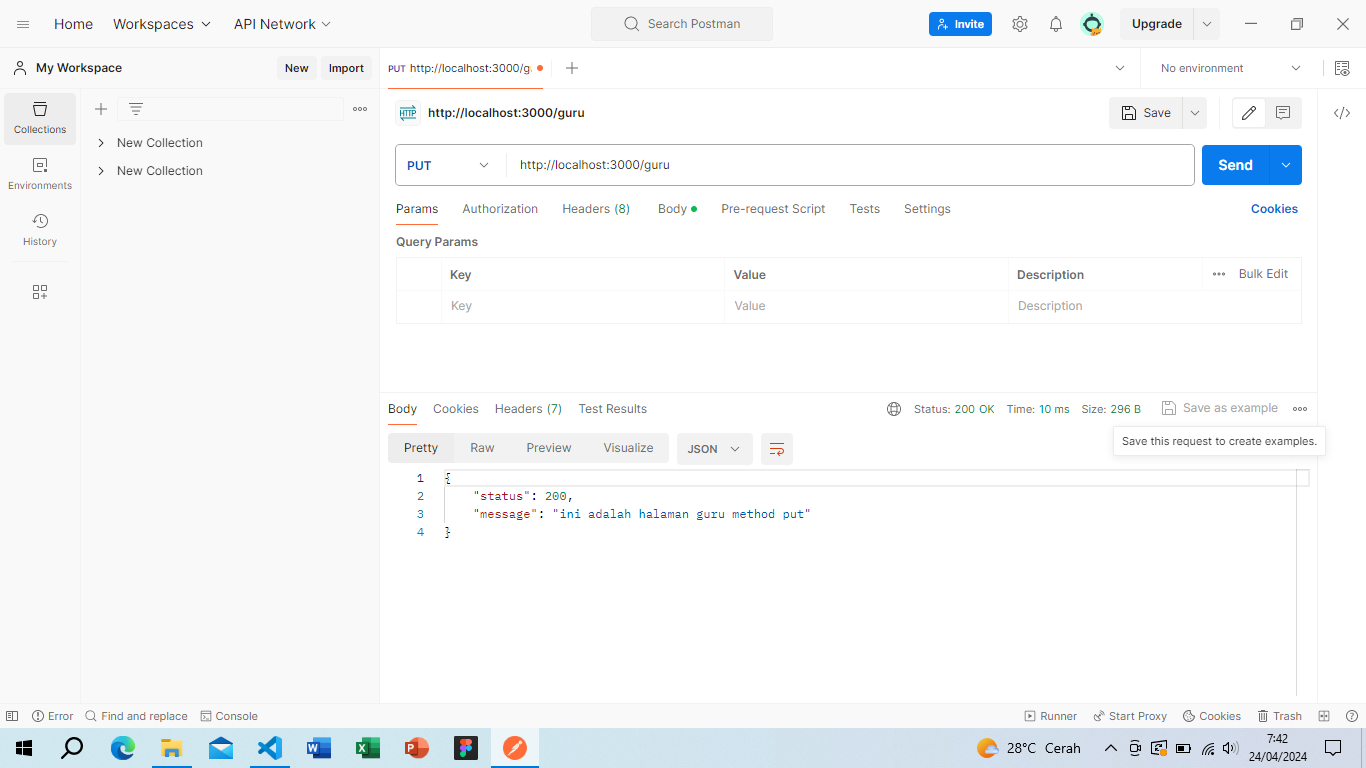 Home Workspaces API Network Search Postman Invite Upgrade
My Workspace New Import PUT http://localhost:3000/g No environment
Collections
Environments
History
New Collection
New Collection
HTTP http://localhost:3000/guru Save
PUT http://localhost:3000/guru Send
Params Authorization Headers (8) Body Pre-request Script Tests Settings Cookies
Query Params
Key Value Description Bulk Edit
Key Value Description
Body Cookies Headers (7) Test Results Status: 200 OK Time: 10 ms Size: 296 B Save as example
Save this request to create examples.
Pretty Raw Preview Visualize JSON
1 {
2 "status": 200,
3 "message": "ini adalah halaman guru method put"
4 }
Error Find and replace Console Runner Start Proxy Cookies Trash
28°C Cerah 7:42
24/04/2024